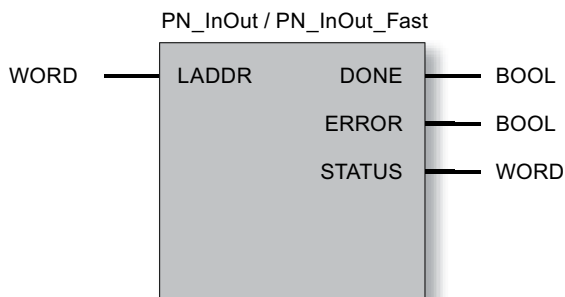 PN_InOut / PN_InOut_Fast
WORD LADDR DONE BOOL
ERROR BOOL
STATUS WORD